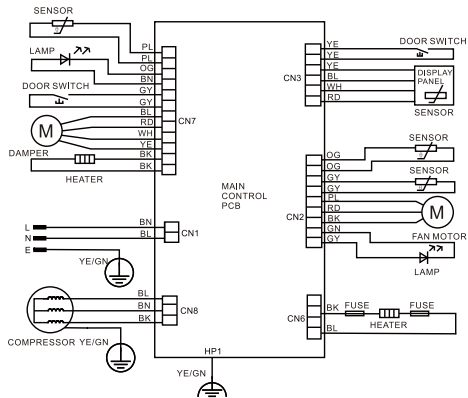 SENSOR
PL
PL
LAMP
OG
BN
DOOR SWITCH
GY
GY
BL
CN7
RD
M
WH
YE
DAMPER
BK
BK
HEATER
MAIN
CONTROL
PCB
L
BN
N
BL
CN1
E
YE/GN
BL
BN
CN8
BK
COMPRESSOR YE/GN
HP1
YE/GN
YE
DOOR SWITCH
YE
YE
CN3
BL
DISPLAY
PANEL
WH
RD
SENSOR
SENSOR
OG
OG
SENSOR
GY
GY
PL
CN2
RD
M
BK
GN
FAN MOTOR
GY
LAMP
BK
FUSE
FUSE
CN6
HEATER
BL